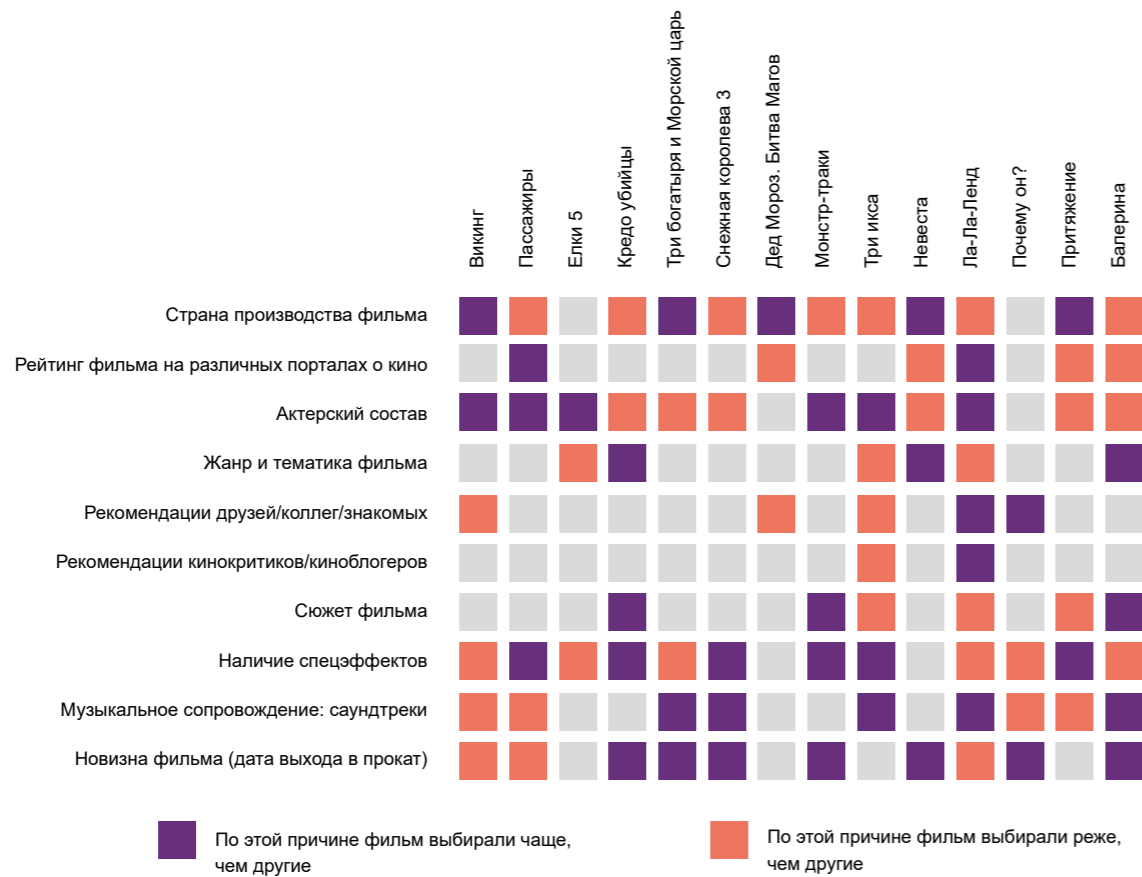 Викинг
Пассажиры
Елки 5
Кредо убийцы
Три богатыря и Морской царь
Снежная королева 3
Дед Мороз. Битва Магов
Монстр-траки
Три икса
Невеста
Ла-Ла-Ленд
Почему он?
Притяжение
Балерина
Страна производства фильма
Рейтинг фильма на различных порталах о кино
Актерский состав
Жанр и тематика фильма
Рекомендации друзей/коллег/знакомых
Рекомендации кинокритиков/киноблогеров
Сюжет фильма
Наличие спецэффектов
Музыкальное сопровождение: саундтреки
Новизна фильма (дата выхода в прокат)
По этой причине фильм выбирали чаще,
чем другие
По этой причине фильм выбирали реже,
чем другие